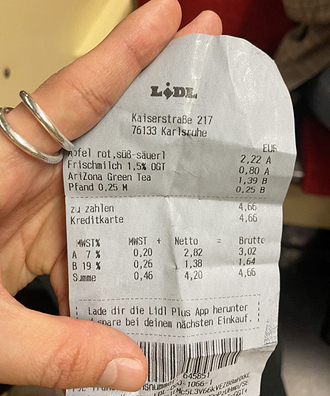 LIDL
Kaiserstraße 217
76133 Karlsruhe
EUR
Apfel rot,süß-säuerl 2,22 A
Frischmilch 1,5% OGT 0,80 A
AriZona Green Tea 1,39 B
Pfand 0,25 M 0,25 B
zu zahlen 4,66
Kreditkarte 4,66
MWST% MWST + Netto = Brutto
A 7 % 0,20 2,82 3,02
B 19 % 0,26 1,38 1,64
Summe 0,46 4,20 4,66
Lade dir die Lidl Plus App herunter
spare bei deinem nächsten Einkauf.
645851